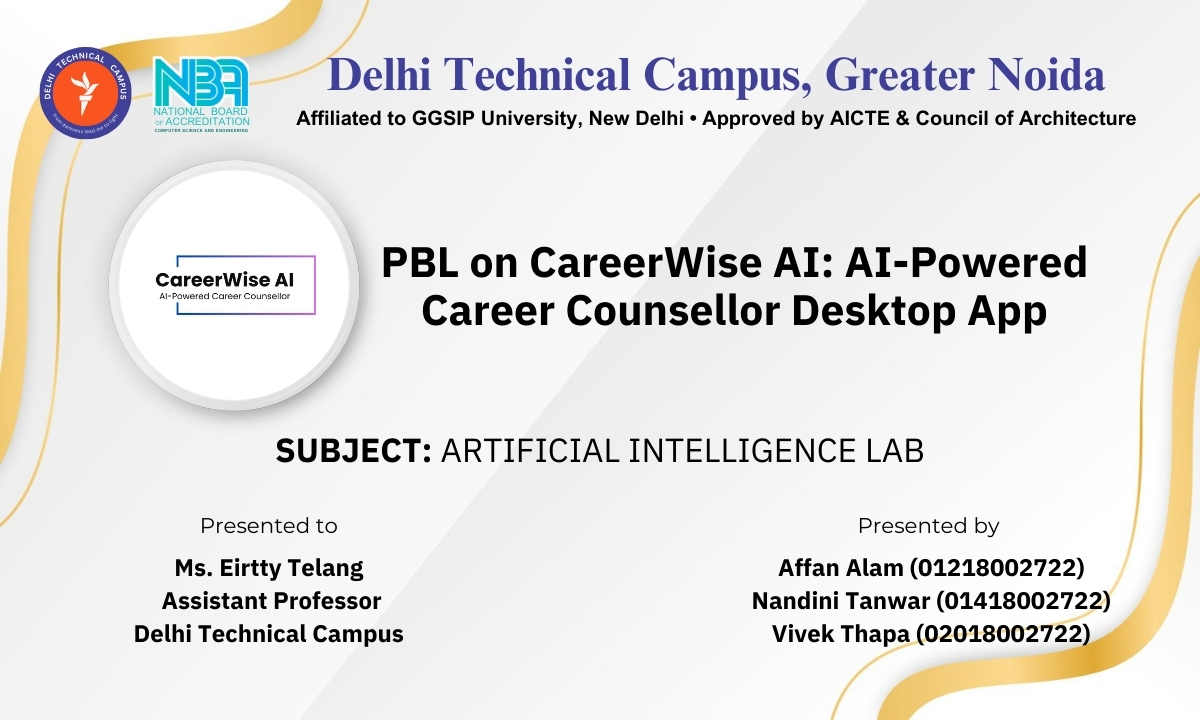 DELHI TECHNICAL CAMPUS
from darkness lead me to light
NBA
NATIONAL BOARD
OF ACCREDITATION
COMPUTER SCIENCE AND ENGINEERING
Delhi Technical Campus, Greater Noida
Affiliated to GGSIP University, New Delhi • Approved by AICTE & Council of Architecture
CareerWise AI
AI-Powered Career Counsellor
PBL on CareerWise AI: AI-Powered
Career Counsellor Desktop App
SUBJECT: ARTIFICIAL INTELLIGENCE LAB
Presented to
Ms. Eirtty Telang
Assistant Professor
Delhi Technical Campus
Presented by
Affan Alam (01218002722)
Nandini Tanwar (01418002722)
Vivek Thapa (02018002722)